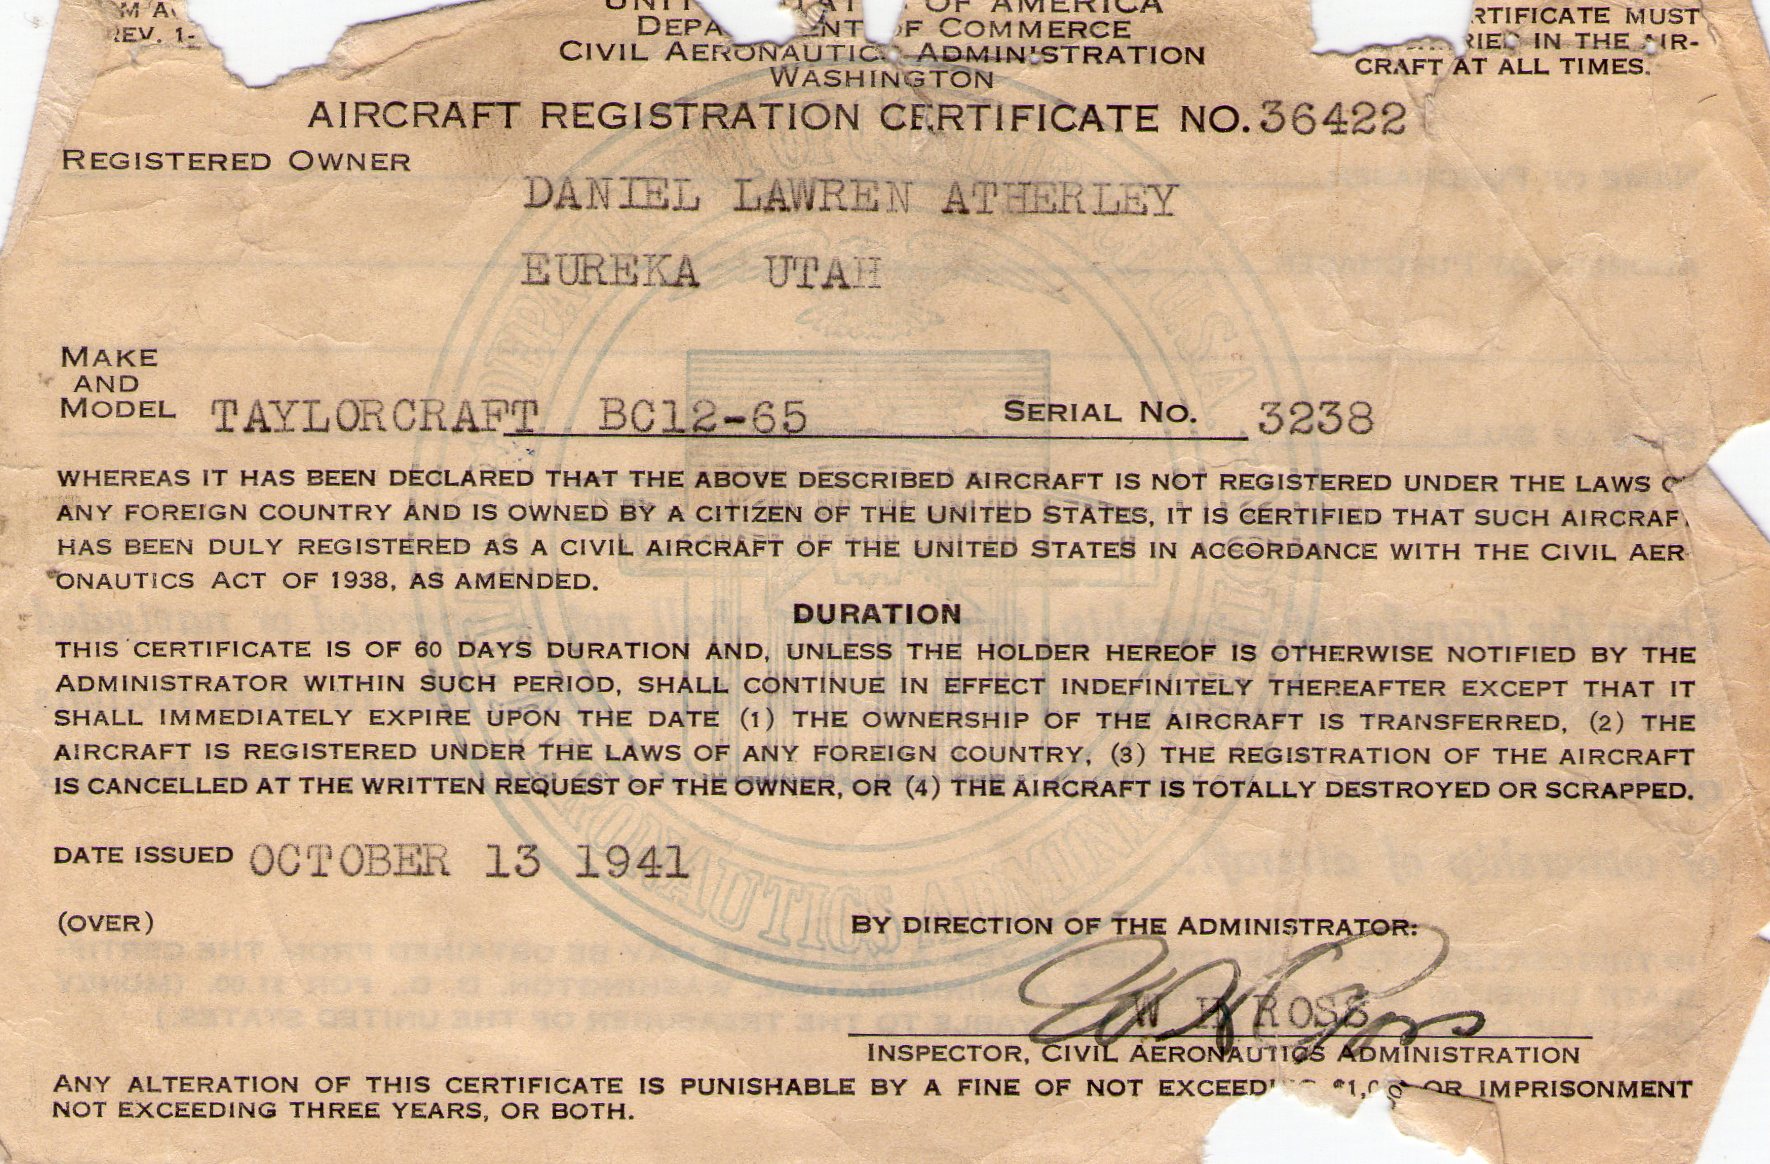 REV. 1-
OF AMERICA
OF COMMERCE
CIVIL AERONAUTICS ADMINISTRATION
WASHINGTON
MUST
IN THE AIR-
CRAFT AT ALL TIMES.
AIRCRAFT REGISTRATION CERTIFICATE NO. 36422
REGISTERED OWNER
DANIEL LAWREN ATHERLEY
EUREKA UTAH
MAKE
AND
MODEL TAYLORCRAFT BC12-65 SERIAL NO. 3238
WHEREAS IT HAS BEEN DECLARED THAT THE ABOVE DESCRIBED AIRCRAFT IS NOT REGISTERED UNDER THE LAWS
ANY FOREIGN COUNTRY AND IS OWNED BY A CITIZEN OF THE UNITED STATES, IT IS CERTIFIED THAT SUCH AIRCRAF
HAS BEEN DULY REGISTERED AS A CIVIL AIRCRAFT OF THE UNITED STATES IN ACCORDANCE WITH THE CIVIL AER-
ONAUTICS ACT OF 1938, AS AMENDED.
DURATION
THIS CERTIFICATE IS OF 60 DAYS DURATION AND, UNLESS THE HOLDER HEREOF IS OTHERWISE NOTIFIED BY THE
ADMINISTRATOR WITHIN SUCH PERIOD, SHALL CONTINUE IN EFFECT INDEFINITELY THEREAFTER EXCEPT THAT IT
SHALL IMMEDIATELY EXPIRE UPON THE DATE (1) THE OWNERSHIP OF THE AIRCRAFT IS TRANSFERRED, (2) THE
AIRCRAFT IS REGISTERED UNDER THE LAWS OF ANY FOREIGN COUNTRY, (3) THE REGISTRATION OF THE AIRCRAFT
IS CANCELLED AT THE WRITTEN REQUEST OF THE OWNER, OR (4) THE AIRCRAFT IS TOTALLY DESTROYED OR SCRAPPED.
DATE ISSUED OCTOBER 13 1941
(OVER)
BY DIRECTION OF THE ADMINISTRATOR:
W H ROSS
INSPECTOR, CIVIL AERONAUTICS ADMINISTRATION
ANY ALTERATION OF THIS CERTIFICATE IS PUNISHABLE BY A FINE OF NOT EXCEEDING OR IMPRISONMENT
NOT EXCEEDING THREE YEARS, OR BOTH.